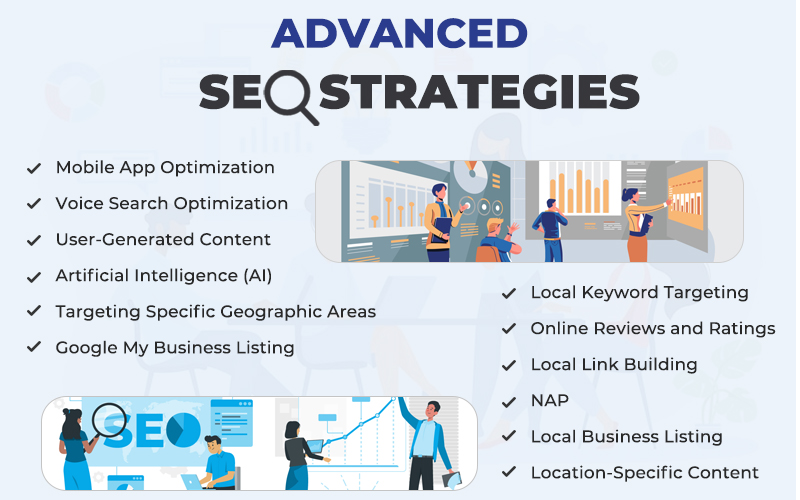 ADVANCED
SEO STRATEGIES
Mobile App Optimization
Voice Search Optimization
User-Generated Content
Artificial Intelligence (AI)
Targeting Specific Geographic Areas
Google My Business Listing
Local Keyword Targeting
Online Reviews and Ratings
Local Link Building
NAP
Local Business Listing
Location-Specific Content
SEO